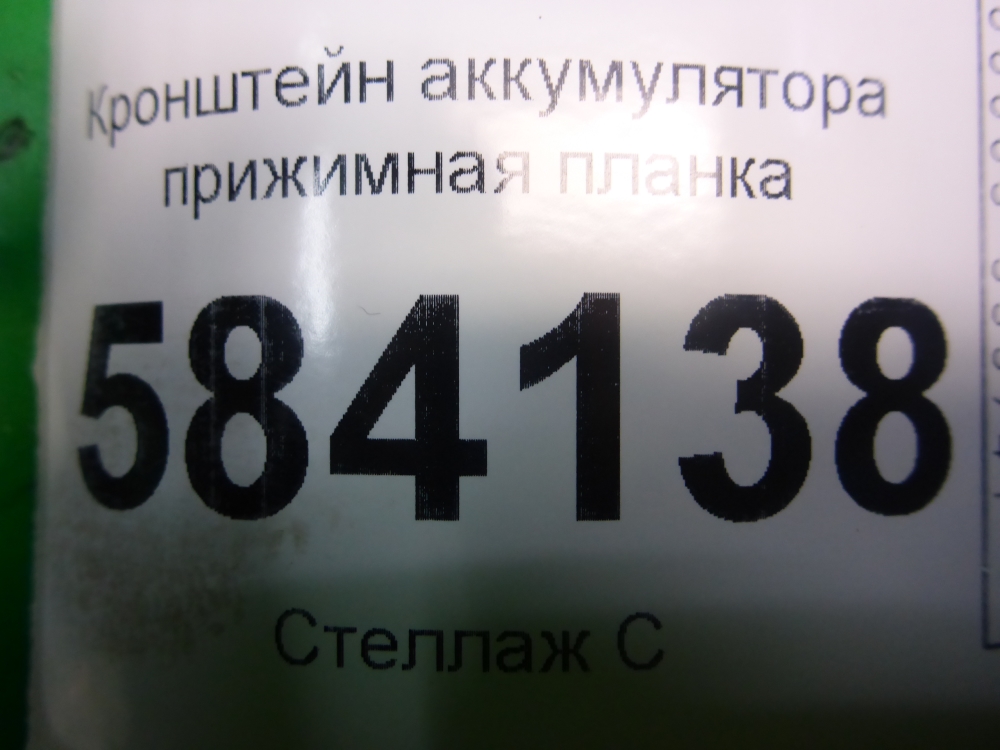 Кронштейн аккумулятора
прижимная планка
584138
Стеллаж С